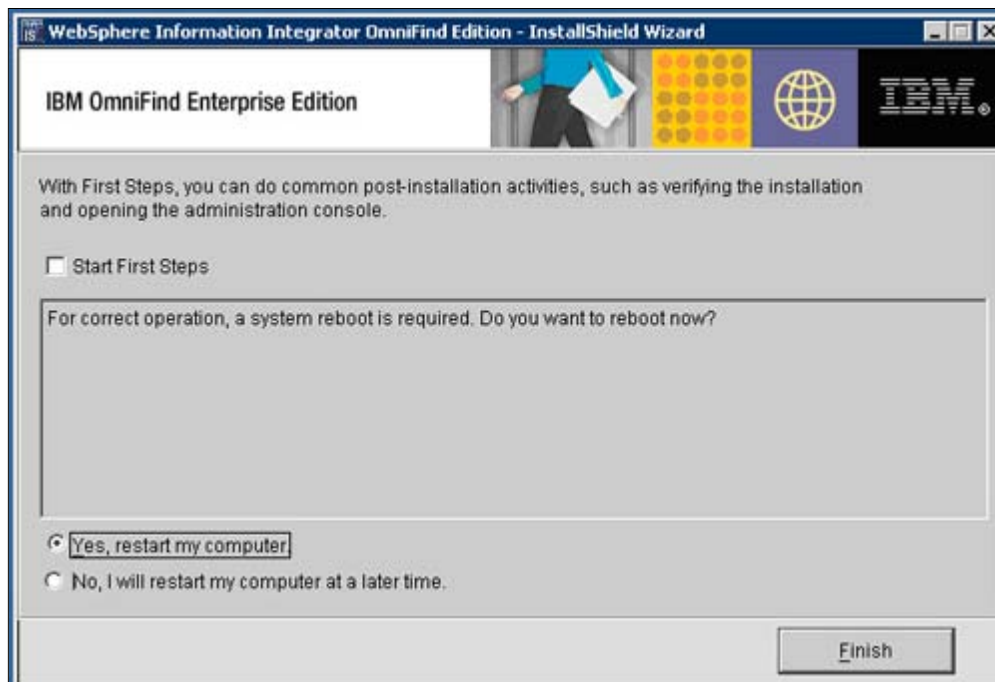 WebSphere Information Integrator OmniFind Edition - InstallShield Wizard
IBM OmniFind Enterprise Edition
IBM®
With First Steps, you can do common post-installation activities, such as verifying the installation
and opening the administration console.
Start First Steps
For correct operation, a system reboot is required. Do you want to reboot now?
Yes, restart my computer.
No, I will restart my computer at a later time.
Finish